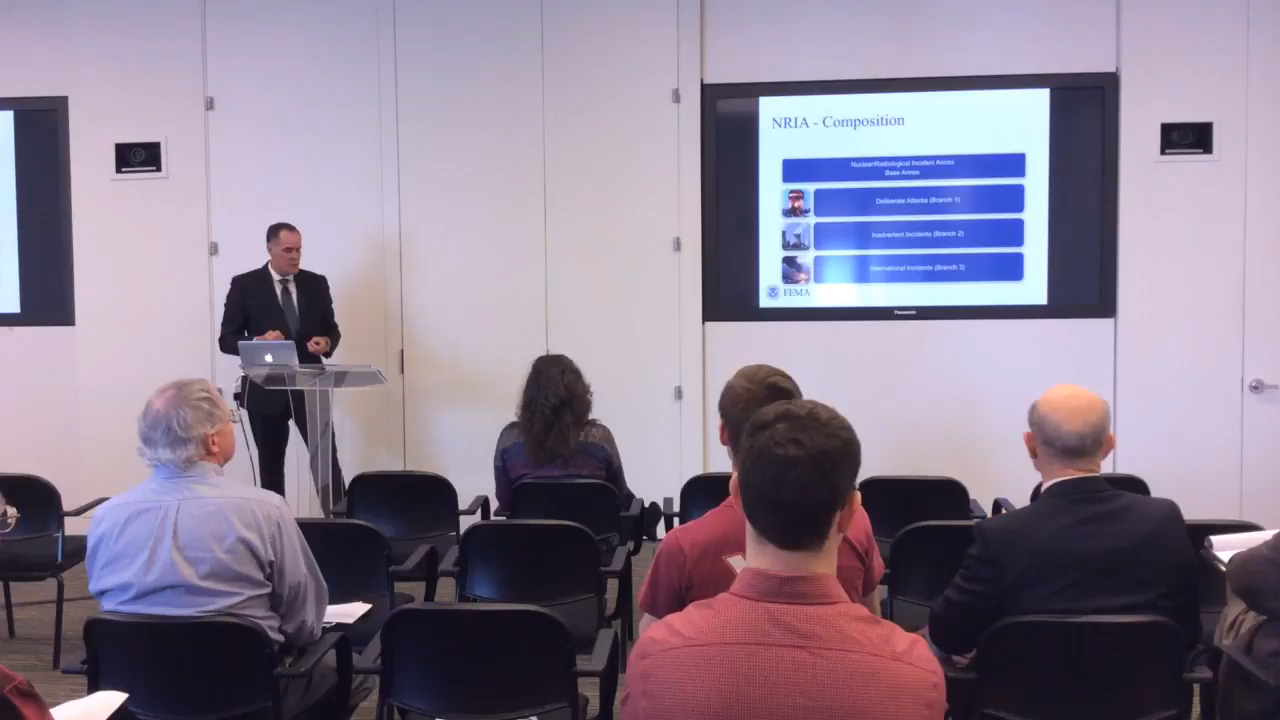 NRIA - Composition
Nuclear/Radiological Incident Annex
Base Annex
Deliberate Attacks (Branch 1)
Inadvertent Incidents (Branch 2)
International Incidents (Branch 3)
FEMA
Panasonic